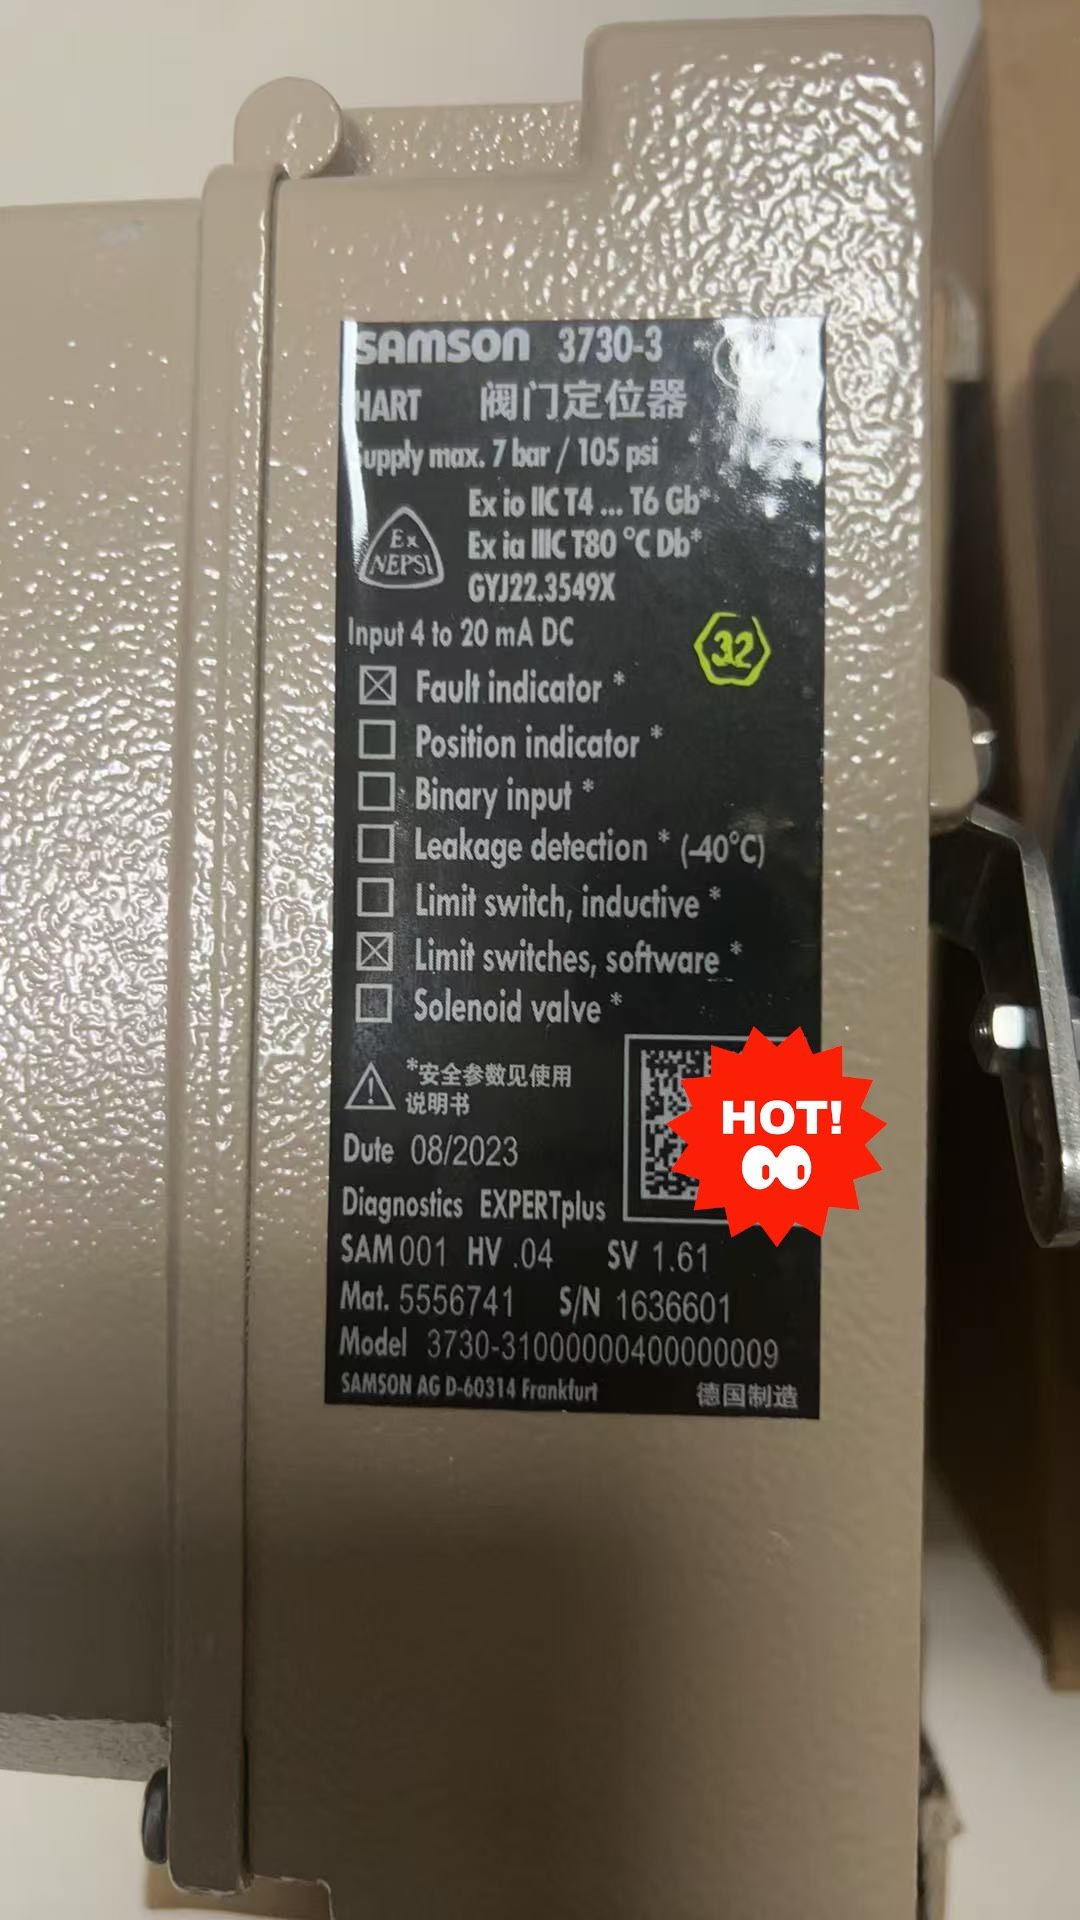 SAMSON 3730-3
HART 阀门定位器
Supply max. 7 bar / 105 psi
Ex
NEPSI
Ex ia IIC T4 ... T6 Gb*
Ex ia IIIC T80 °C Db*
GYJ22.3549X
Input 4 to 20 mA DC
32
Fault indicator *
Position indicator *
Binary input *
Leakage detection * (-40°C)
Limit switch, inductive *
Limit switches, software *
Solenoid valve *
*安全参数见使用
说明书
HOT!
Date 08/2023
Diagnostics EXPERTplus
SAM 001 HV .04 SV 1.61
Mat. 5556741 S/N 1636601
Model 3730-31000000400000009
SAMSON AG D-60314 Frankfurt 德国制造